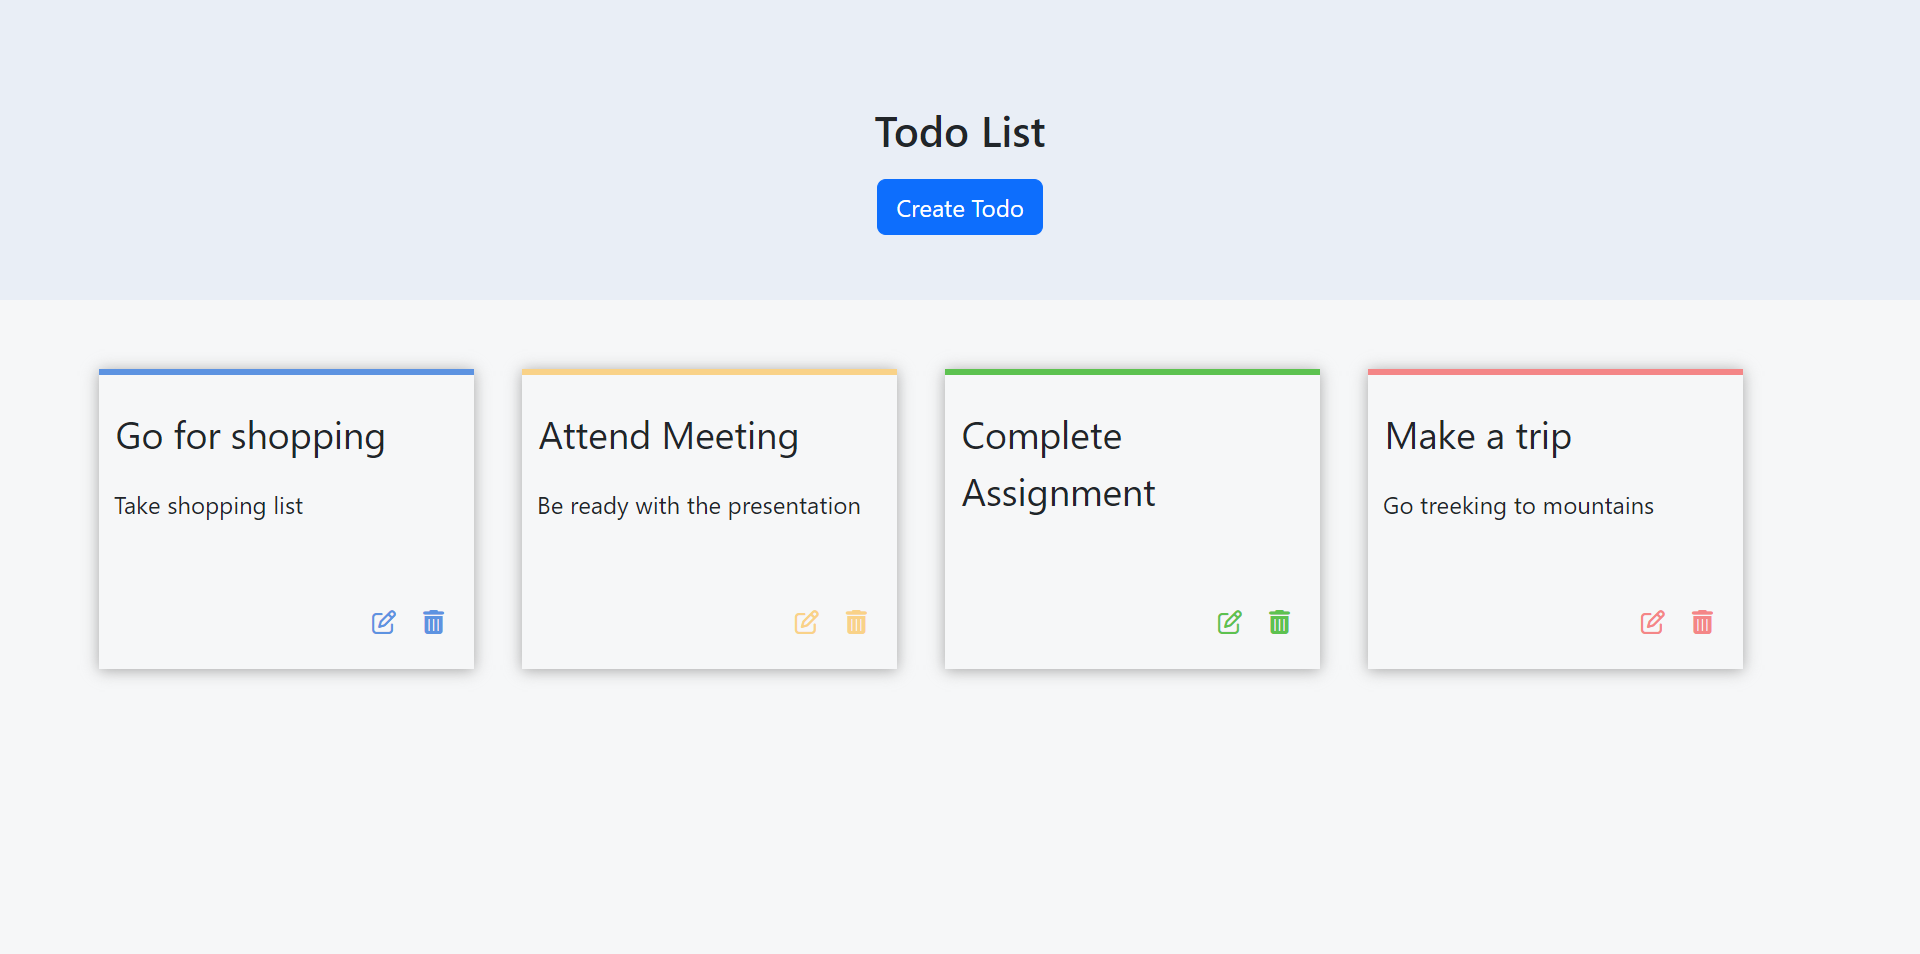 Todo List
Create Todo
Go for shopping
Take shopping list
Attend Meeting
Be ready with the presentation
Complete
Assignment
Make a trip
Go treeking to mountains